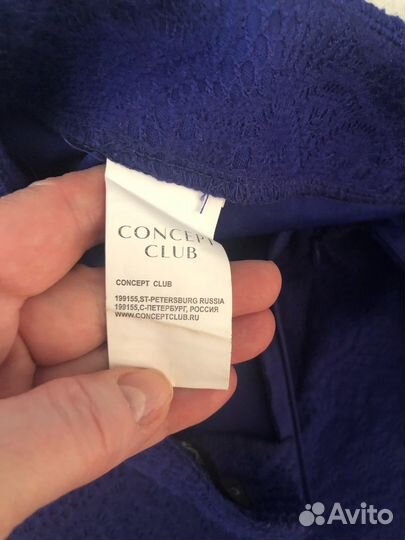 CONCEPT
CLUB
CONCEPT CLUB
199155,ST-PETERSBURG RUSSIA
199155,С-ПЕТЕРБУРГ, РОССИЯ
WWW.CONCEPTCLUB.RU
Avito